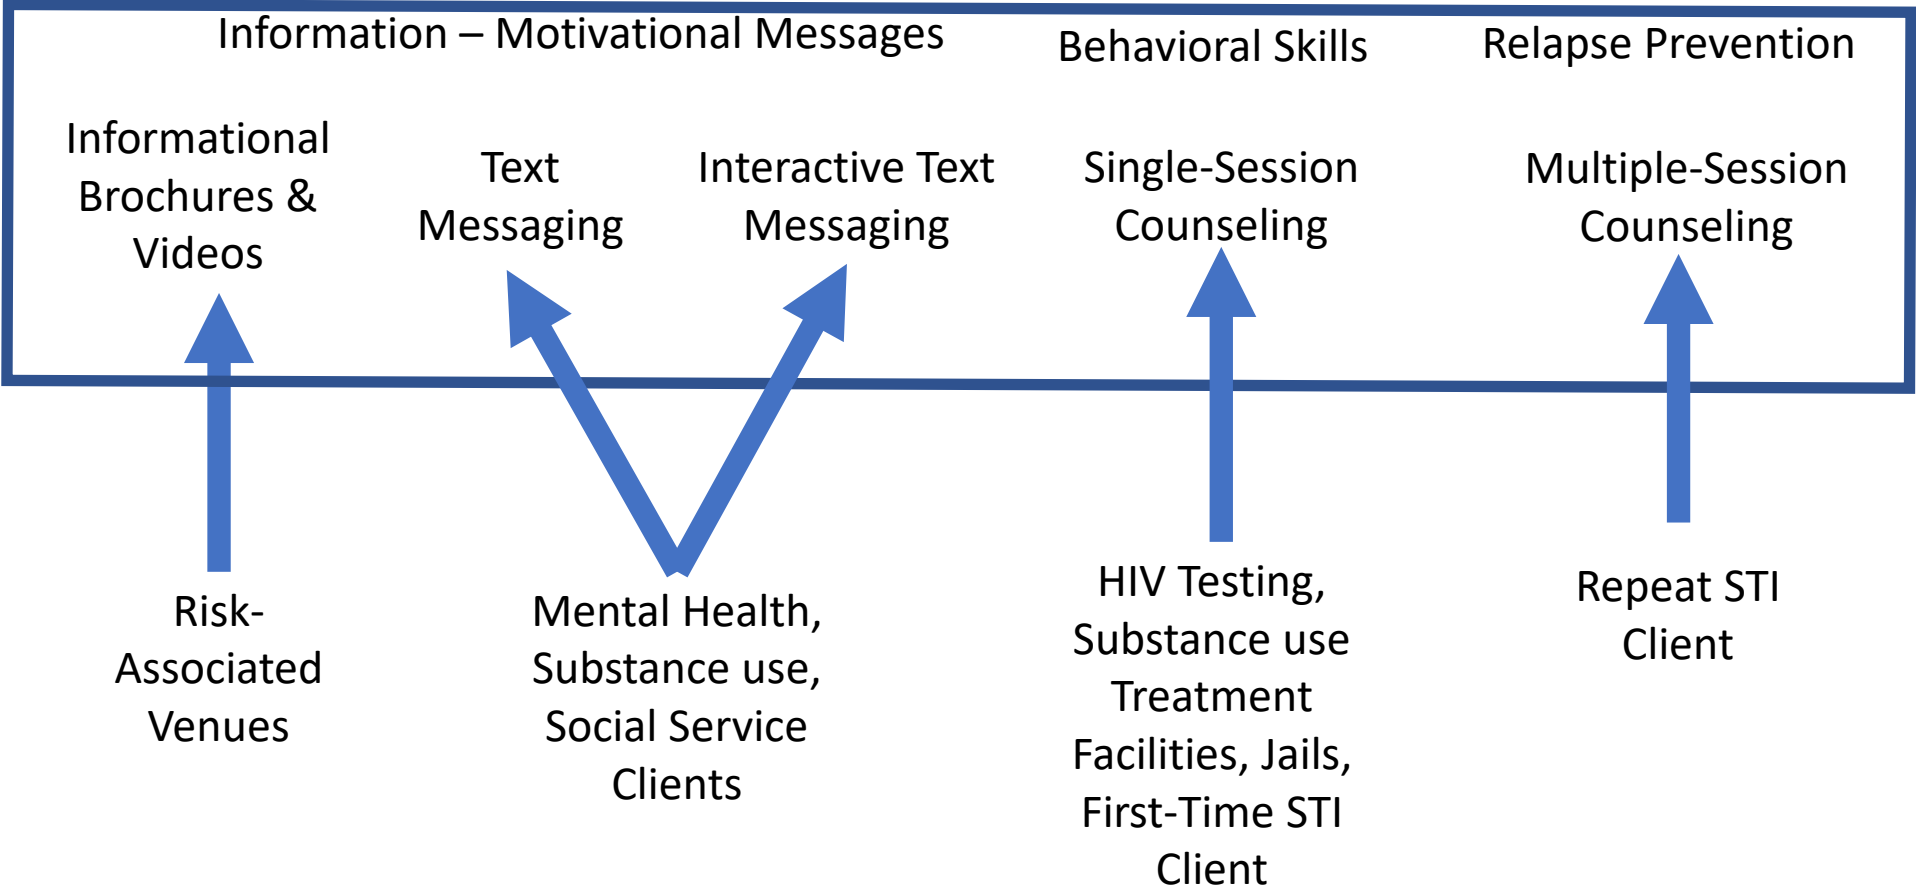 Information – Motivational Messages
Behavioral Skills
Relapse Prevention
Informational
Brochures &
Videos
Text
Messaging
Interactive Text
Messaging
Single-Session
Counseling
Multiple-Session
Counseling
Risk-
Associated
Venues
Mental Health,
Substance use,
Social Service
Clients
HIV Testing,
Substance use
Treatment
Facilities, Jails,
First-Time STI
Client
Repeat STI
Client